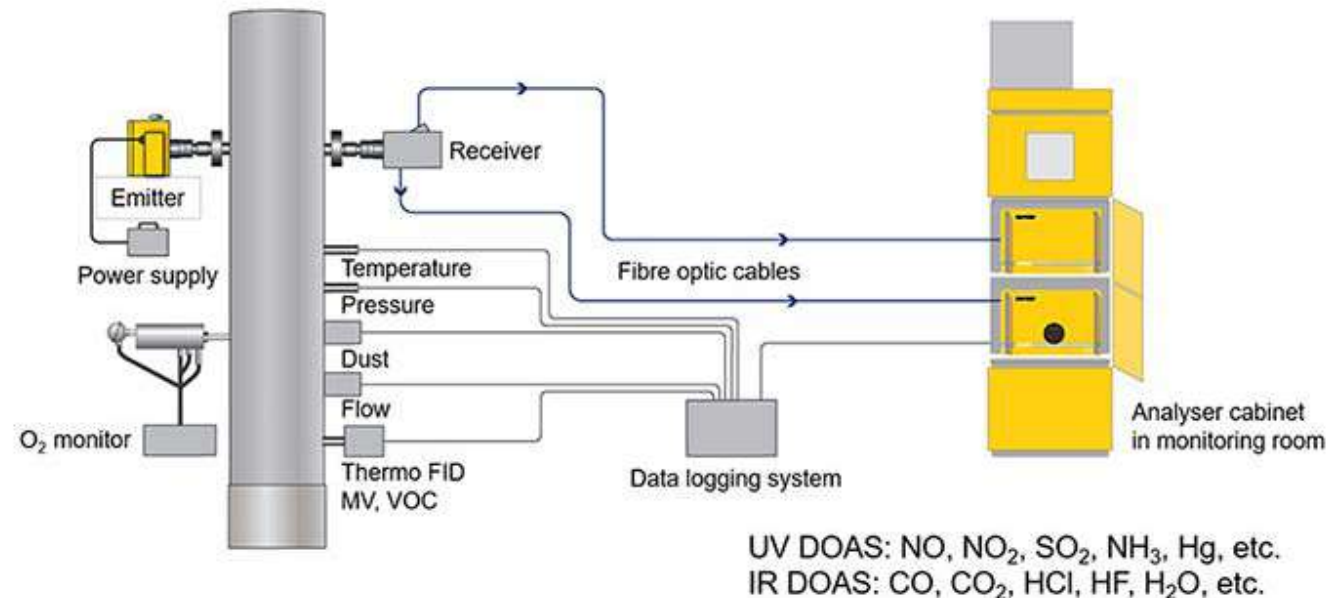 Receiver
Emitter
Power supply
Temperature
Fibre optic cables
Pressure
Dust
Flow
O₂ monitor
Thermo FID
MV, VOC
Data logging system
Analyser cabinet
in monitoring room
UV DOAS: NO, NO₂, SO₂, NH₃, Hg, etc.
IR DOAS: CO, CO₂, HCl, HF, H₂O, etc.